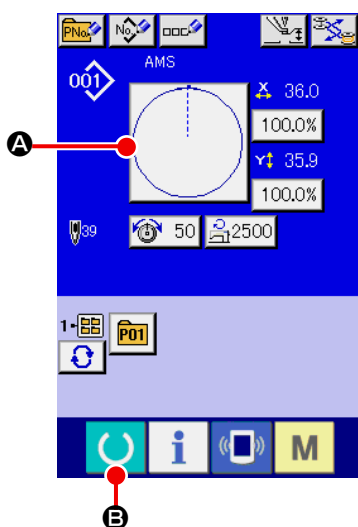 PNo. No.
001 AMS
X 36.0
A
100.0%
Y 35.9
100.0%
39 50 2500
1- P01
i M
B